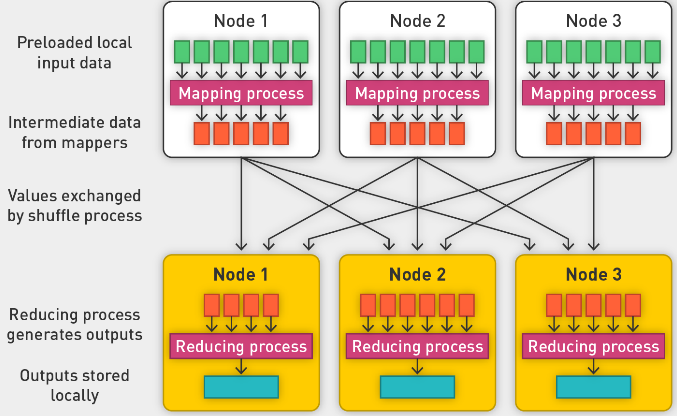 Node 1
Node 2
Node 3
Preloaded local
input data
Mapping process
Mapping process
Mapping process
Intermediate data
from mappers
Values exchanged
by shuffle process
Node 1
Node 2
Node 3
Reducing process
generates outputs
Reducing process
Reducing process
Reducing process
Outputs stored
locally